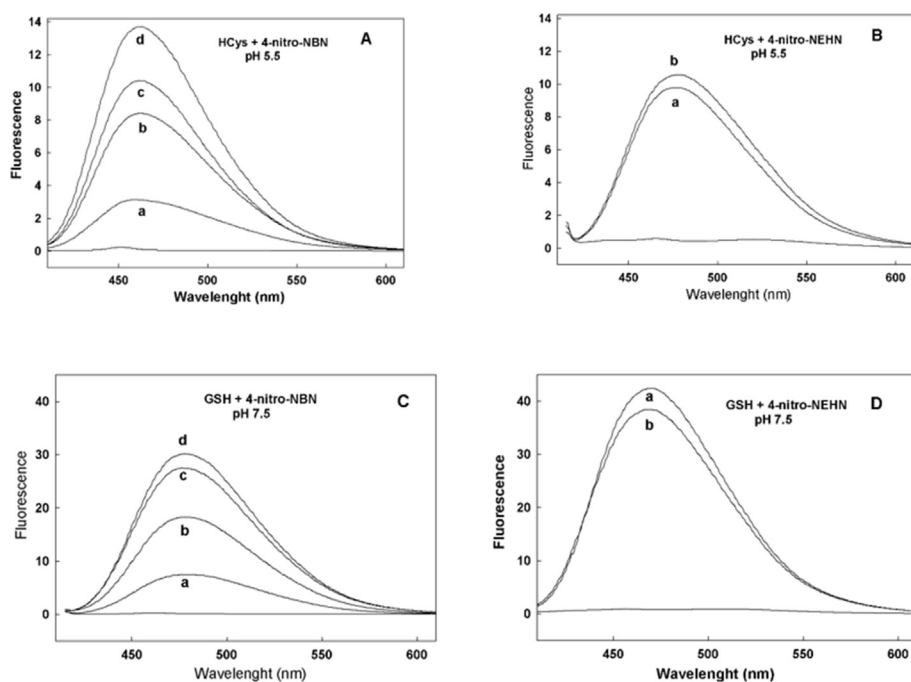 14
12
10
8
6
4
2
0
Fluorescence
HCys + 4-nitro-NBN
pH 5.5
A
d
c
b
a
450
500
550
600
Wavelenght (nm)
14
12
10
8
6
4
2
0
Fluorescence
HCys + 4-nitro-NEHN
pH 5.5
B
b
a
450
500
550
600
Wavelenght (nm)
40
30
20
10
0
Fluorescence
GSH + 4-nitro-NBN
pH 7.5
C
d
c
b
a
450
500
550
600
Wavelenght (nm)
40
30
20
10
0
Fluorescence
GSH + 4-nitro-NEHN
pH 7.5
D
a
b
450
500
550
600
Wavelenght (nm)